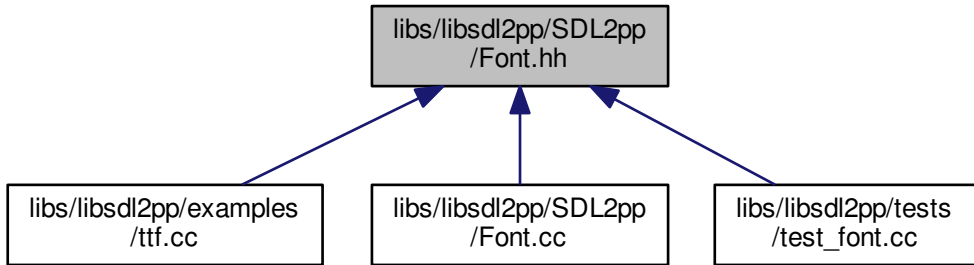 libs/libsdl2pp/SDL2pp
/Font.hh
libs/libsdl2pp/examples
/ttf.cc
libs/libsdl2pp/SDL2pp
/Font.cc
libs/libsdl2pp/tests
/test_font.cc